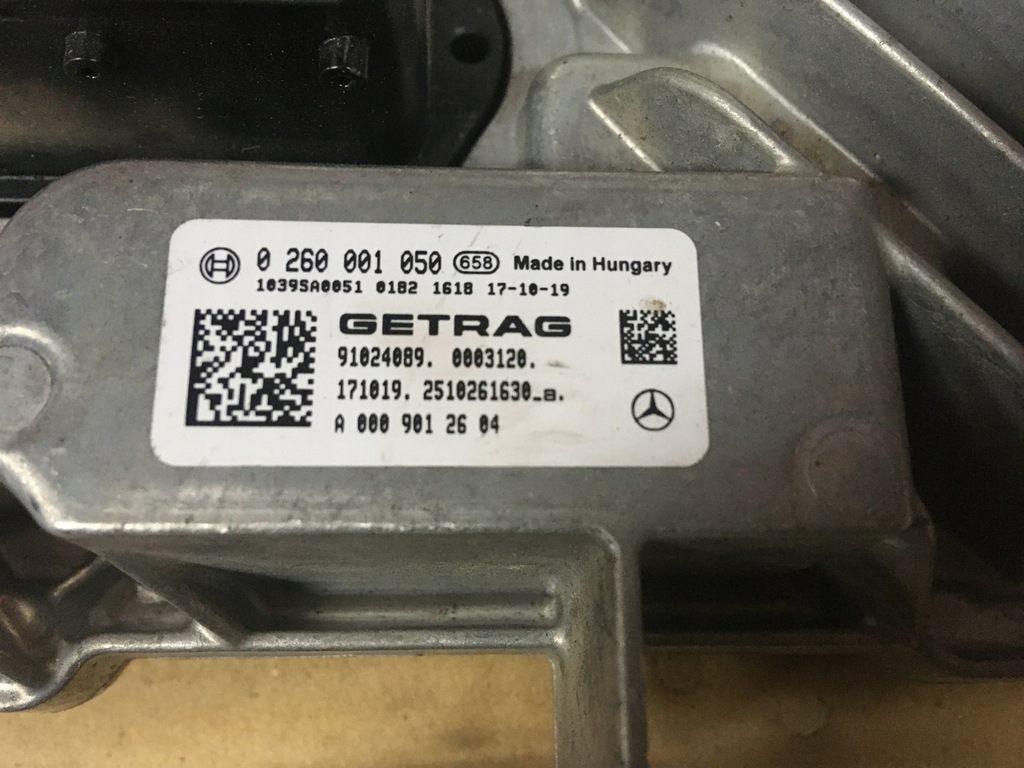 0 260 001 050 658 Made in Hungary
1039SA0051 0182 1618 17-10-19
GETRAG
91024089. 0003120.
171019. 2510261630_B.
A 000 901 26 04